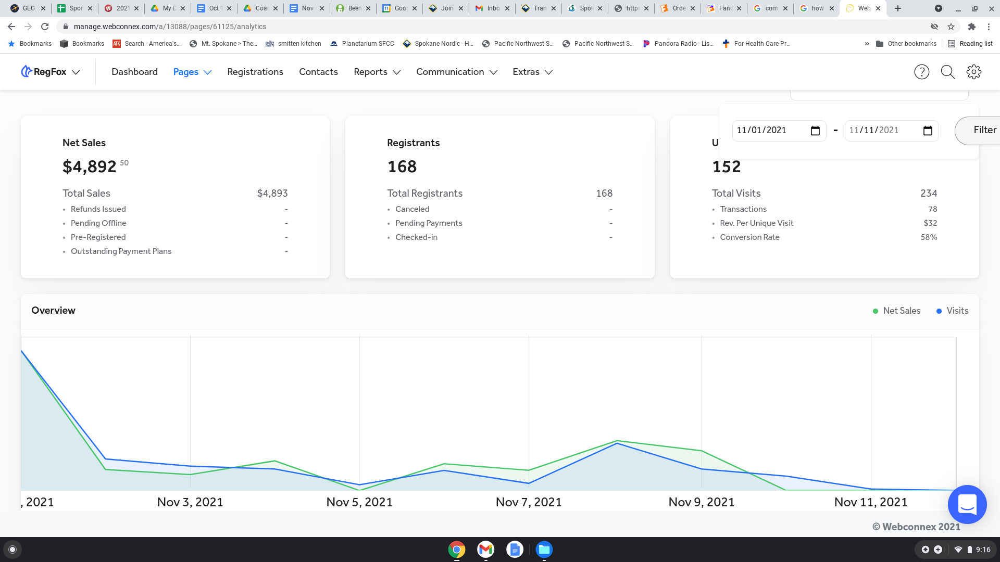 GEG
Spor
2021
My D
Oct 1
Coac
Nov
Been
Goog
Join
Inbo
Tran
Spok
http
Orde
Fanc
com
how
Web
manage.webconnex.com/a/13088/pages/61125/analytics
Bookmarks
Bookmarks
ATK Search - America's...
Mt. Spokane > The...
sk smitten kitchen
Planetarium SFCC
Spokane Nordic - H...
Pacific Northwest S...
Pacific Northwest S...
Pandora Radio - Lis...
For Health Care Pr...
» Other bookmarks
Reading list
RegFox
Dashboard
Pages
Registrations
Contacts
Reports
Communication
Extras
11/01/2021 - 11/11/2021 Filter
Net Sales
$4,892 50
Total Sales $4,893
• Refunds Issued -
• Pending Offline -
• Pre-Registered -
• Outstanding Payment Plans -
Registrants
168
Total Registrants 168
• Canceled -
• Pending Payments -
• Checked-in -
U
152
Total Visits 234
• Transactions 78
• Rev. Per Unique Visit $32
• Conversion Rate 58%
Overview
Net Sales Visits
, 2021 Nov 3, 2021 Nov 5, 2021 Nov 7, 2021 Nov 9, 2021 Nov 11, 2021
© Webconnex 2021
9:16